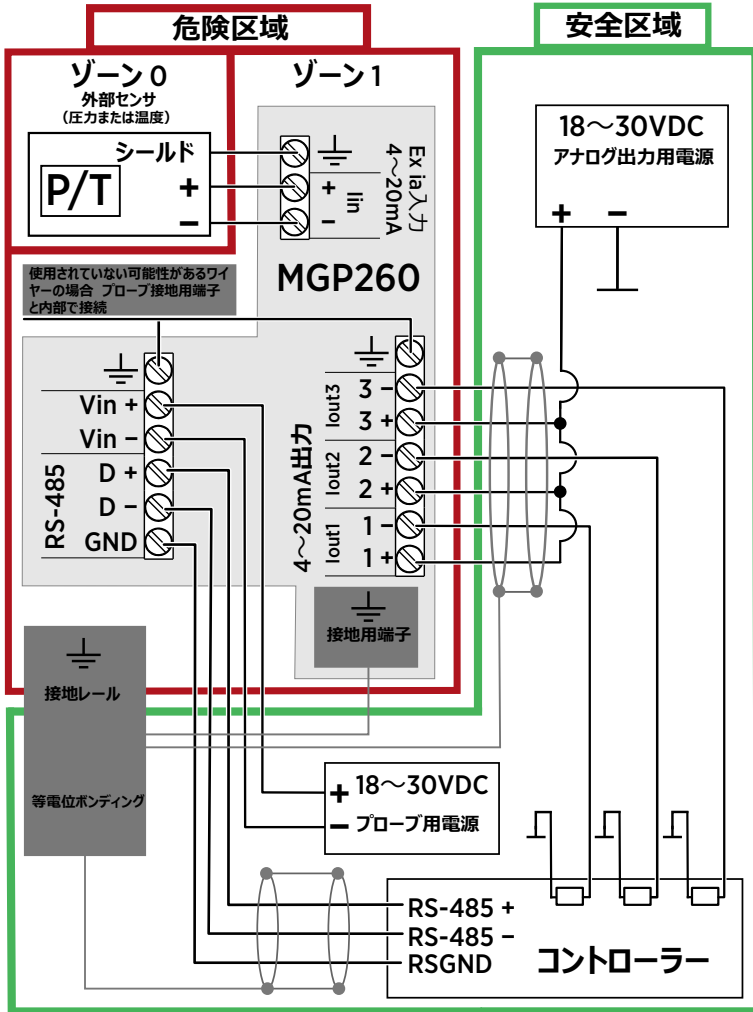 危険区域
安全区域
ゾーン 0
外部センサ
(圧力または温度)
シールド
P/T
+
−
ゾーン 1
+
−
Iin
Ex ia入力
4～20mA
MGP260
18～30VDC
アナログ出力用電源
+ −
使用されていない可能性があるワイ
ヤーの場合 プローブ接地用端子
と内部で接続
Vin +
Vin −
D +
D −
GND
RS-485
4～20mA出力
Iout3
Iout2
Iout1
3 −
3 +
2 −
2 +
1 −
1 +
接地用端子
接地レール
等電位ボンディング
+ 18～30VDC
− プローブ用電源
RS-485 +
RS-485 −
RSGND
コントローラー